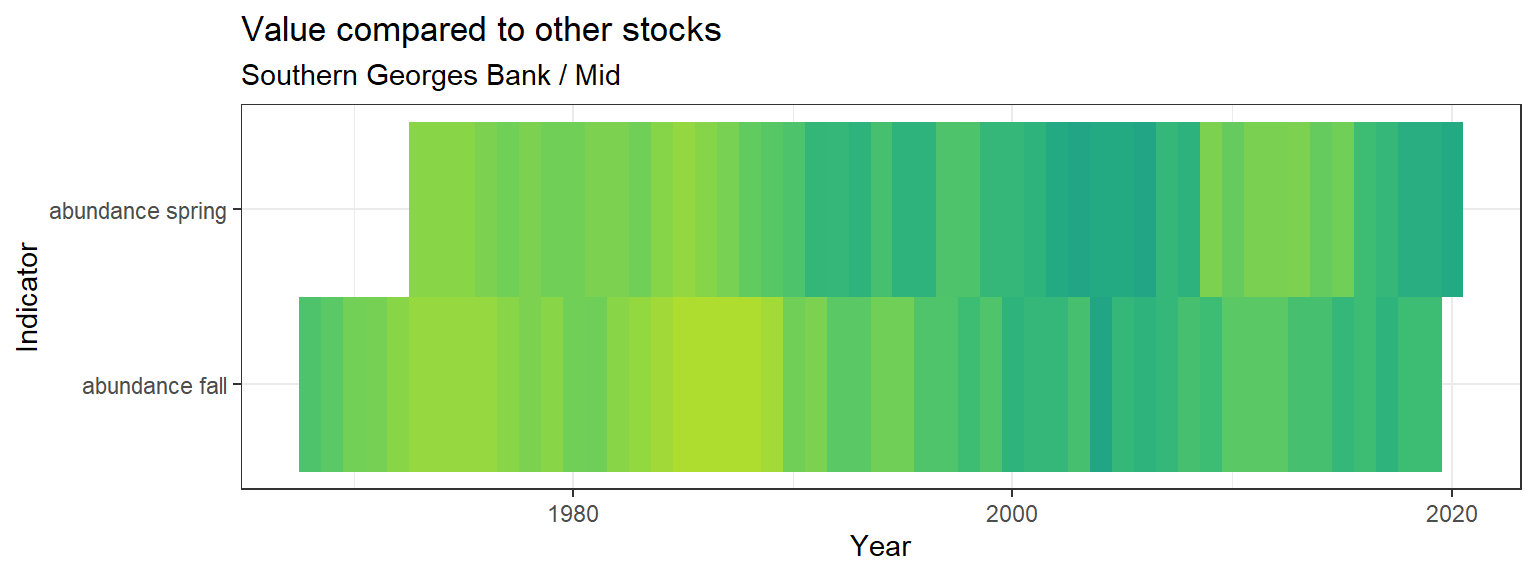 Value compared to other stocks
Southern Georges Bank / Mid
Indicator
abundance spring
abundance fall
1980
2000
2020
Year